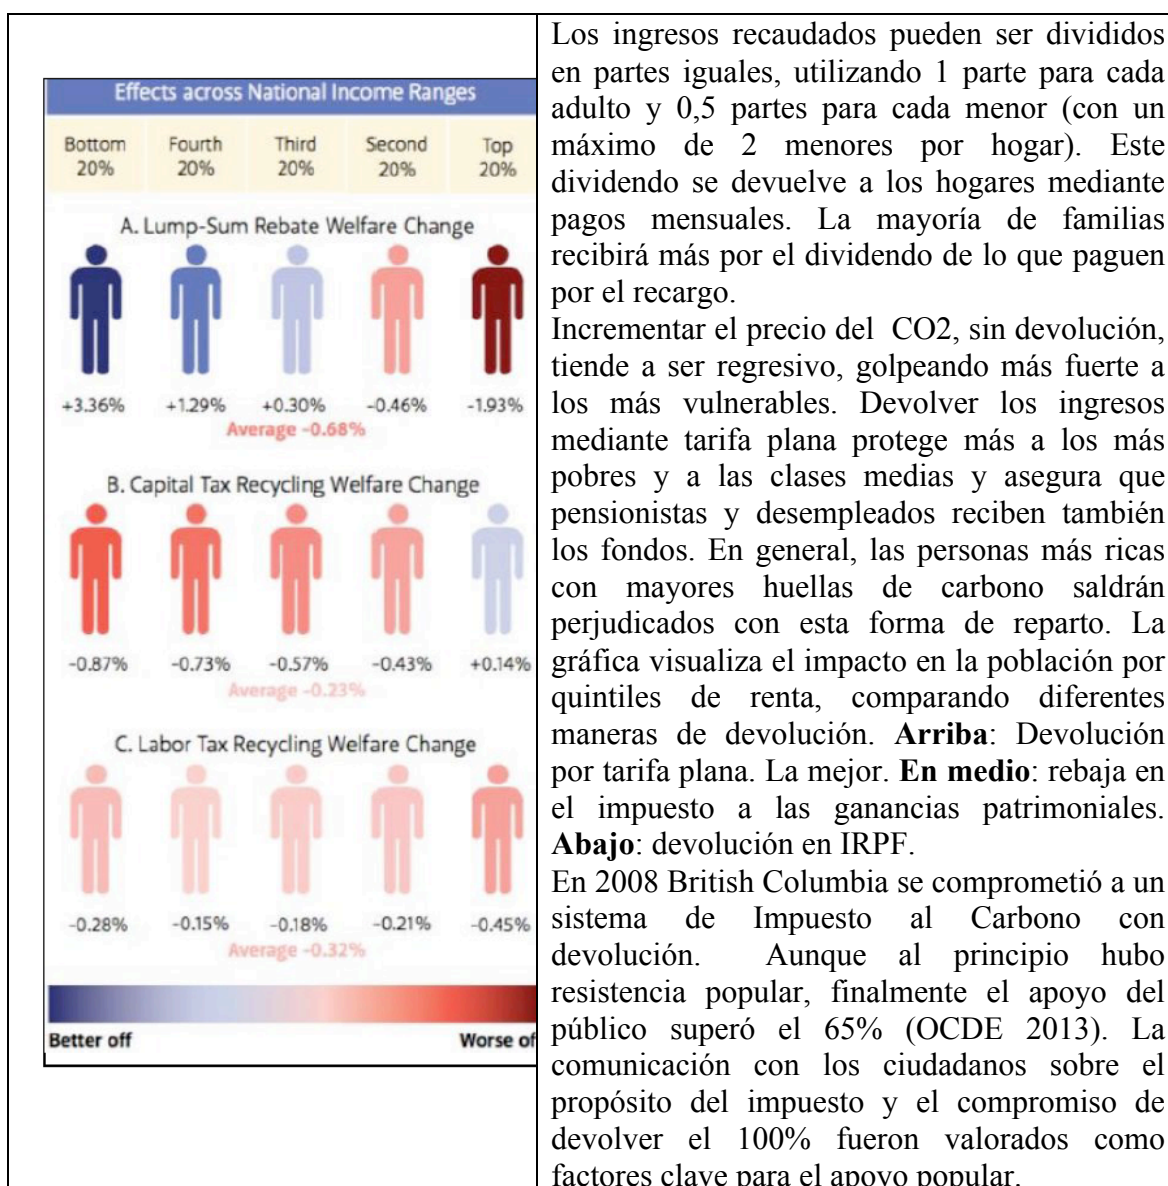 Effects across National Income Ranges
Bottom 20%
Fourth 20%
Third 20%
Second 20%
Top 20%
A. Lump-Sum Rebate Welfare Change
+3.36% +1.29% +0.30% -0.46% -1.93%
Average -0.68%
B. Capital Tax Recycling Welfare Change
-0.87% -0.73% -0.57% -0.43% +0.14%
Average -0.23%
C. Labor Tax Recycling Welfare Change
-0.28% -0.15% -0.18% -0.21% -0.45%
Average -0.32%
Better off Worse of
Los ingresos recaudados pueden ser divididos
en partes iguales, utilizando 1 parte para cada
adulto y 0,5 partes para cada menor (con un
máximo de 2 menores por hogar). Este
dividendo se devuelve a los hogares mediante
pagos mensuales. La mayoría de familias
recibirá más por el dividendo de lo que paguen
por el recargo.
Incrementar el precio del CO2, sin devolución,
tiende a ser regresivo, golpeando más fuerte a
los más vulnerables. Devolver los ingresos
mediante tarifa plana protege más a los más
pobres y a las clases medias y asegura que
pensionistas y desempleados reciben también
los fondos. En general, las personas más ricas
con mayores huellas de carbono saldrán
perjudicados con esta forma de reparto. La
gráfica visualiza el impacto en la población por
quintiles de renta, comparando diferentes
maneras de devolución. Arriba: Devolución
por tarifa plana. La mejor. En medio: rebaja en
el impuesto a las ganancias patrimoniales.
Abajo: devolución en IRPF.
En 2008 British Columbia se comprometió a un
sistema de Impuesto al Carbono con
devolución. Aunque al principio hubo
resistencia popular, finalmente el apoyo del
público superó el 65% (OCDE 2013). La
comunicación con los ciudadanos sobre el
propósito del impuesto y el compromiso de
devolver el 100% fueron valorados como
factores clave para el apoyo popular.